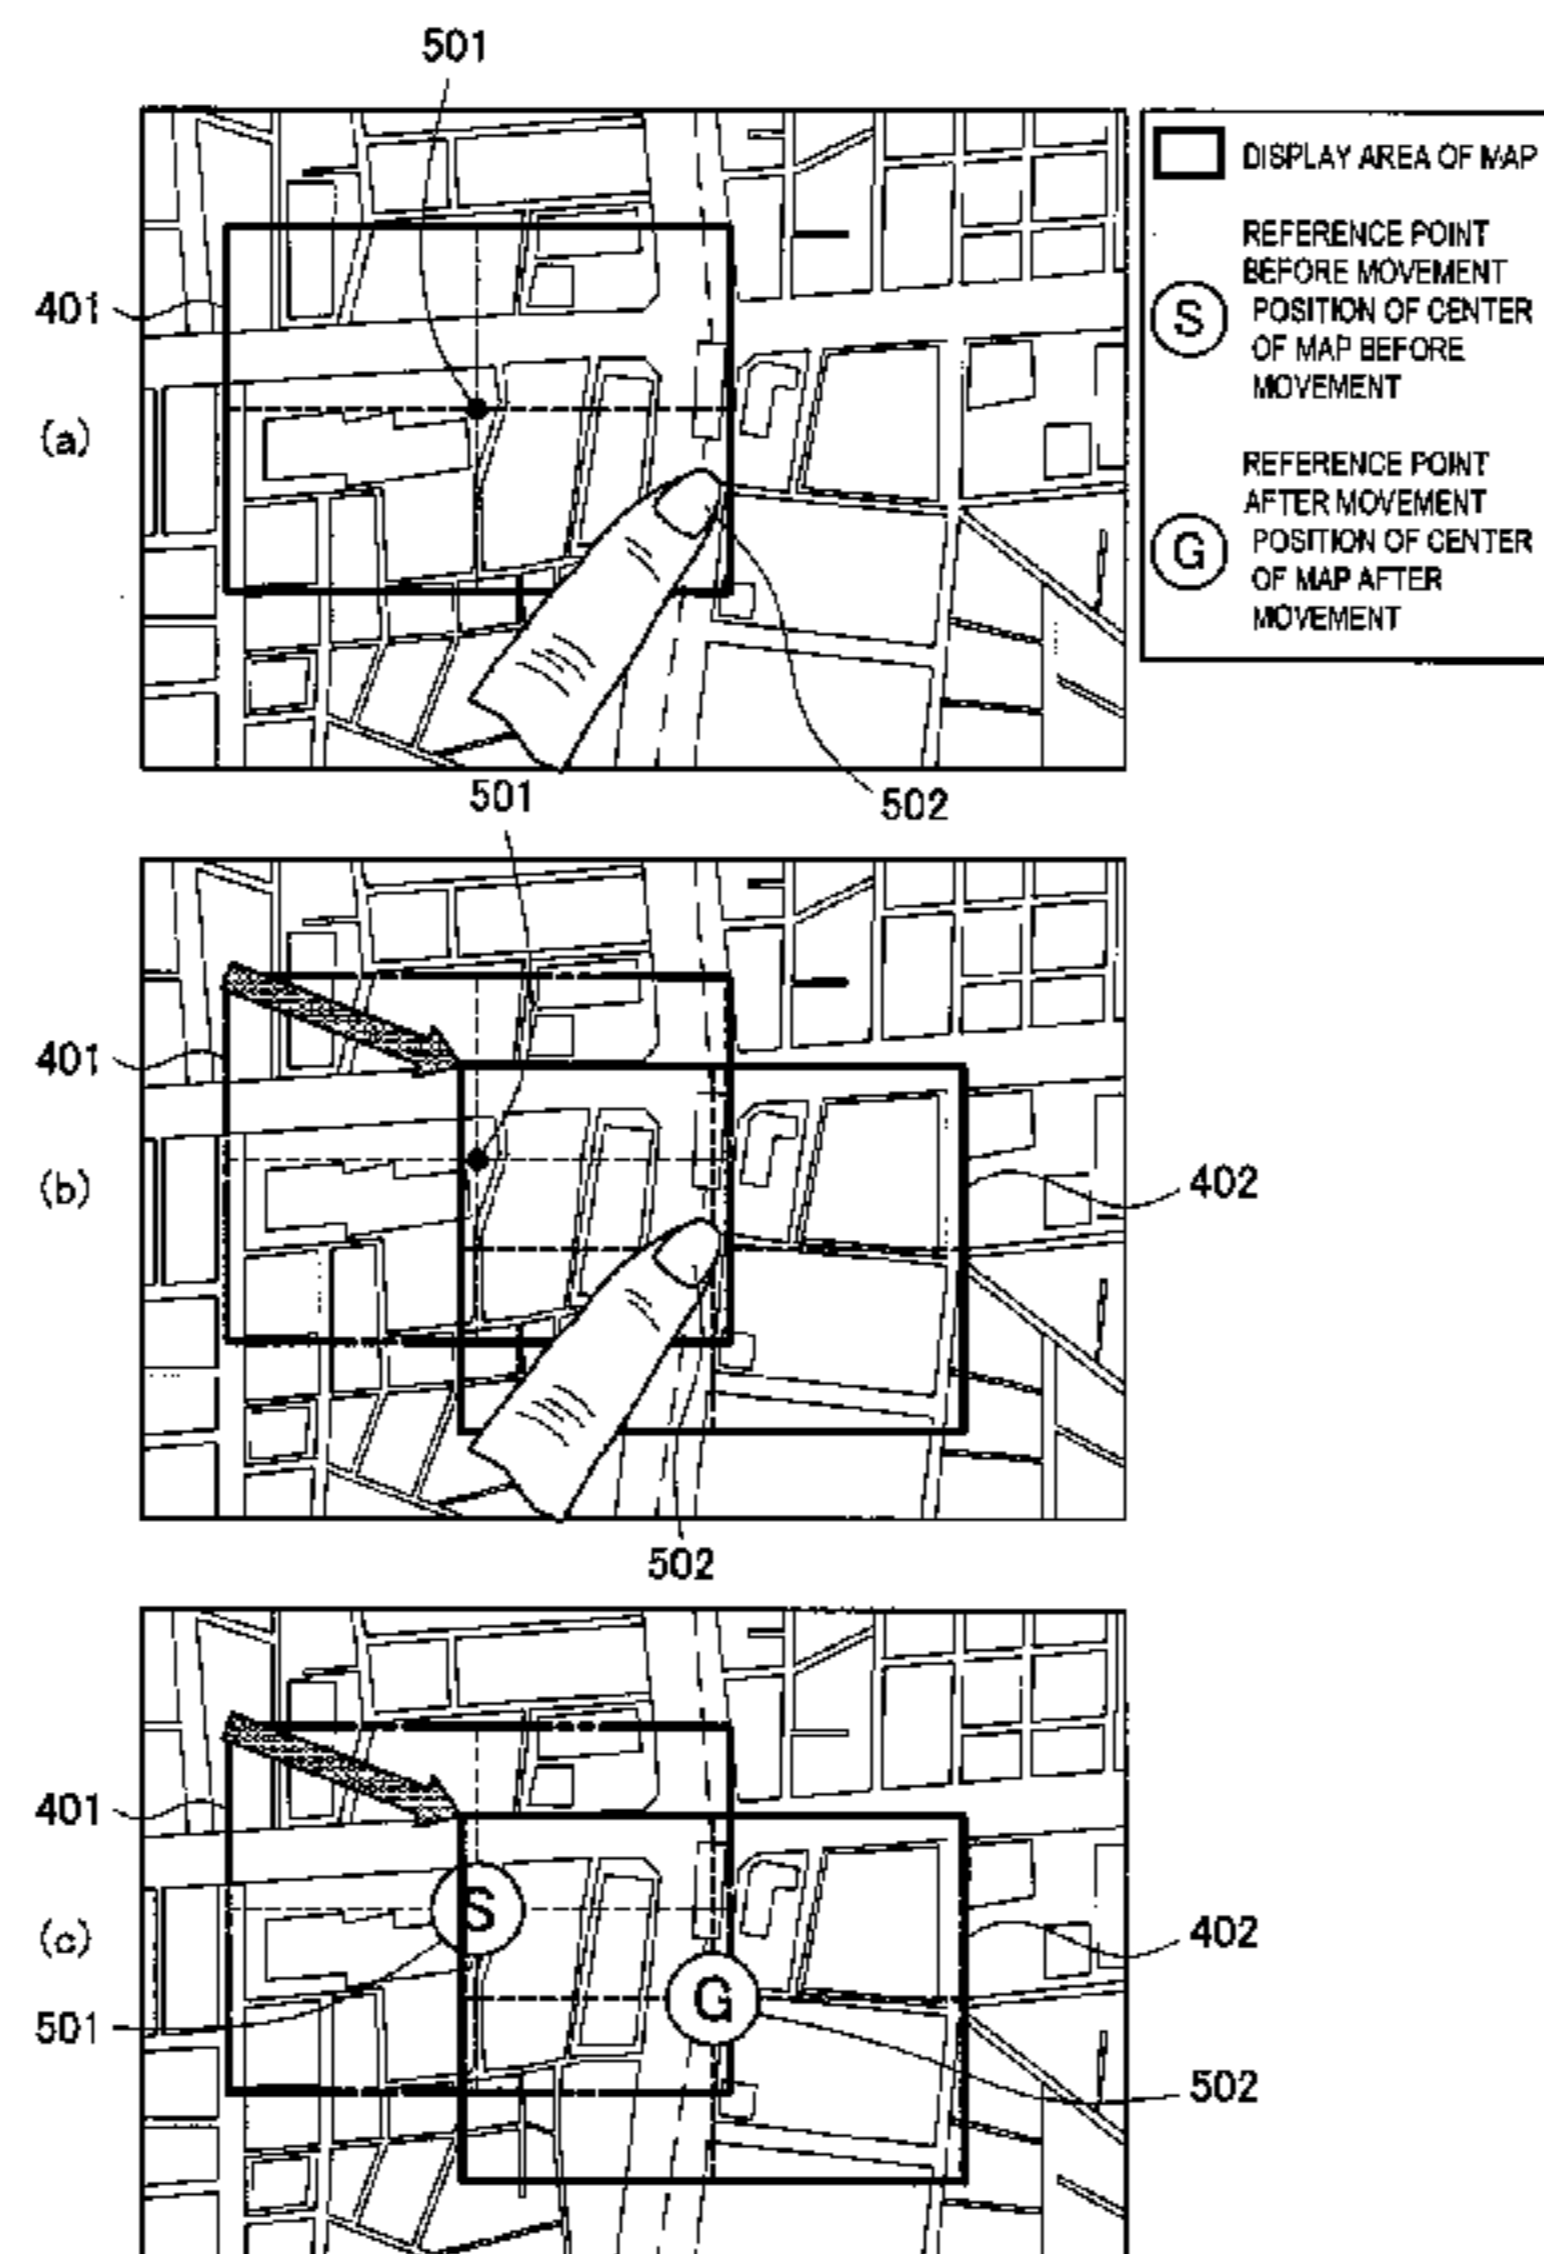 501
DISPLAY AREA OF MAP
REFERENCE POINT
BEFORE MOVEMENT
S
POSITION OF CENTER
OF MAP BEFORE
MOVEMENT
REFERENCE POINT
AFTER MOVEMENT
G
POSITION OF CENTER
OF MAP AFTER
MOVEMENT
401
(a)
502
501
401
(b)
402
502
401
S
(c)
402
G
501
502